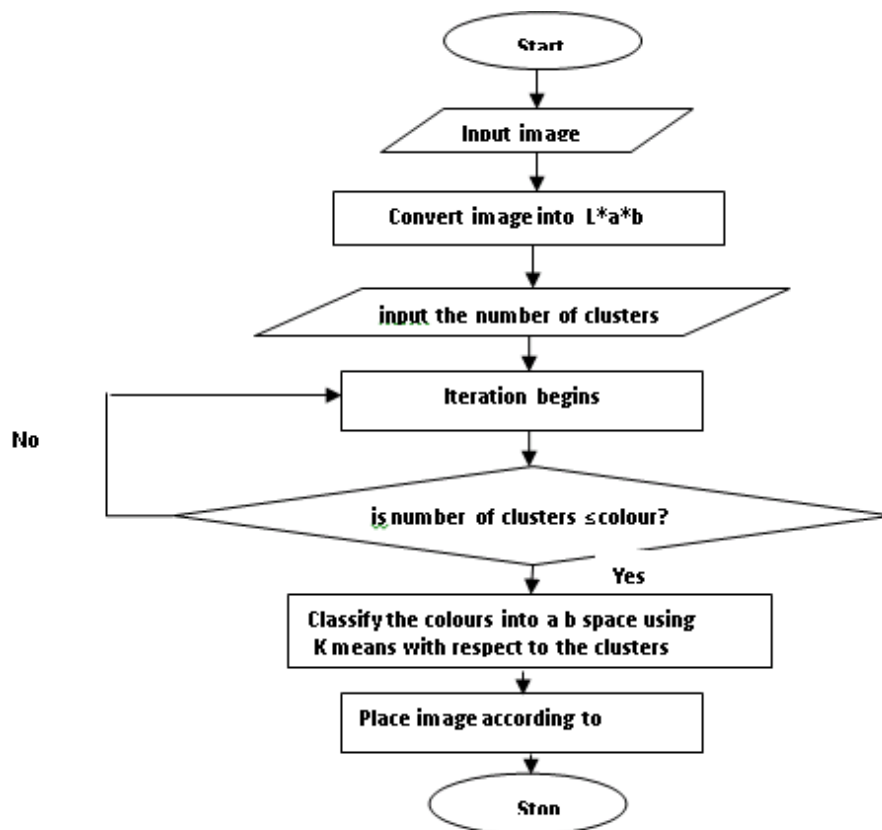 Start
Input image
Convert image into L*a*b
input the number of clusters
Iteration begins
No
is number of clusters ≤colour?
Yes
Classify the colours into a b space using
K means with respect to the clusters
Place image according to
Stop